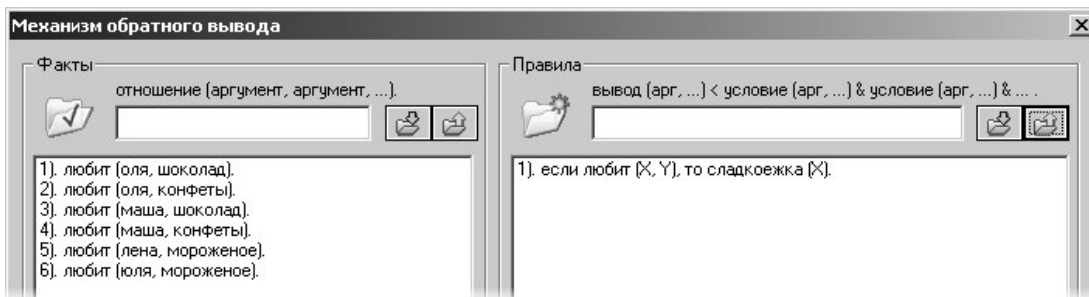 Механизм обратного вывода
Факты
отношение (аргумент, аргумент, ...).
1). любит (оля, шоколад).
2). любит (оля, конфеты).
3). любит (маша, шоколад).
4). любит (маша, конфеты).
5). любит (лена, мороженое).
6). любит (юля, мороженое).
Правила
вывод (арг, ...) < условие (арг, ...) & условие (арг, ...) & ... .
1). если любит (X, Y), то сладкоежка (X).